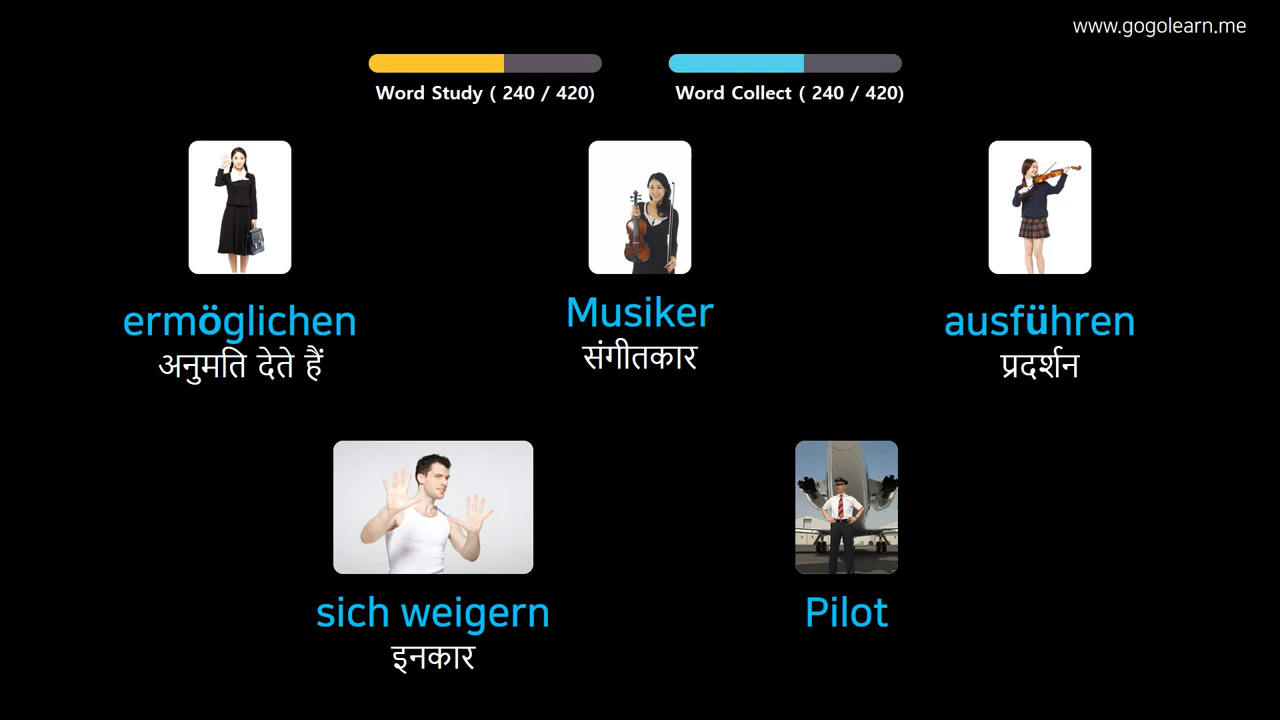 www.gogolearn.me
Word Study ( 240 / 420)
Word Collect ( 240 / 420)
ermöglichen
अनुमति देते हैं
Musiker
संगीतकार
ausführen
प्रदर्शन
sich weigern
इनकार
Pilot